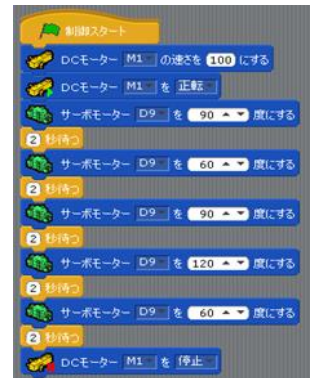 制御スタート
DCモーター M1 の速さを 100 にする
DCモーター M1 を 正転
サーボモーター D9 を 90 度にする
2 秒待つ
サーボモーター D9 を 60 度にする
2 秒待つ
サーボモーター D9 を 90 度にする
2 秒待つ
サーボモーター D9 を 120 度にする
2 秒待つ
サーボモーター D9 を 60 度にする
2 秒待つ
DCモーター M1 を 停止